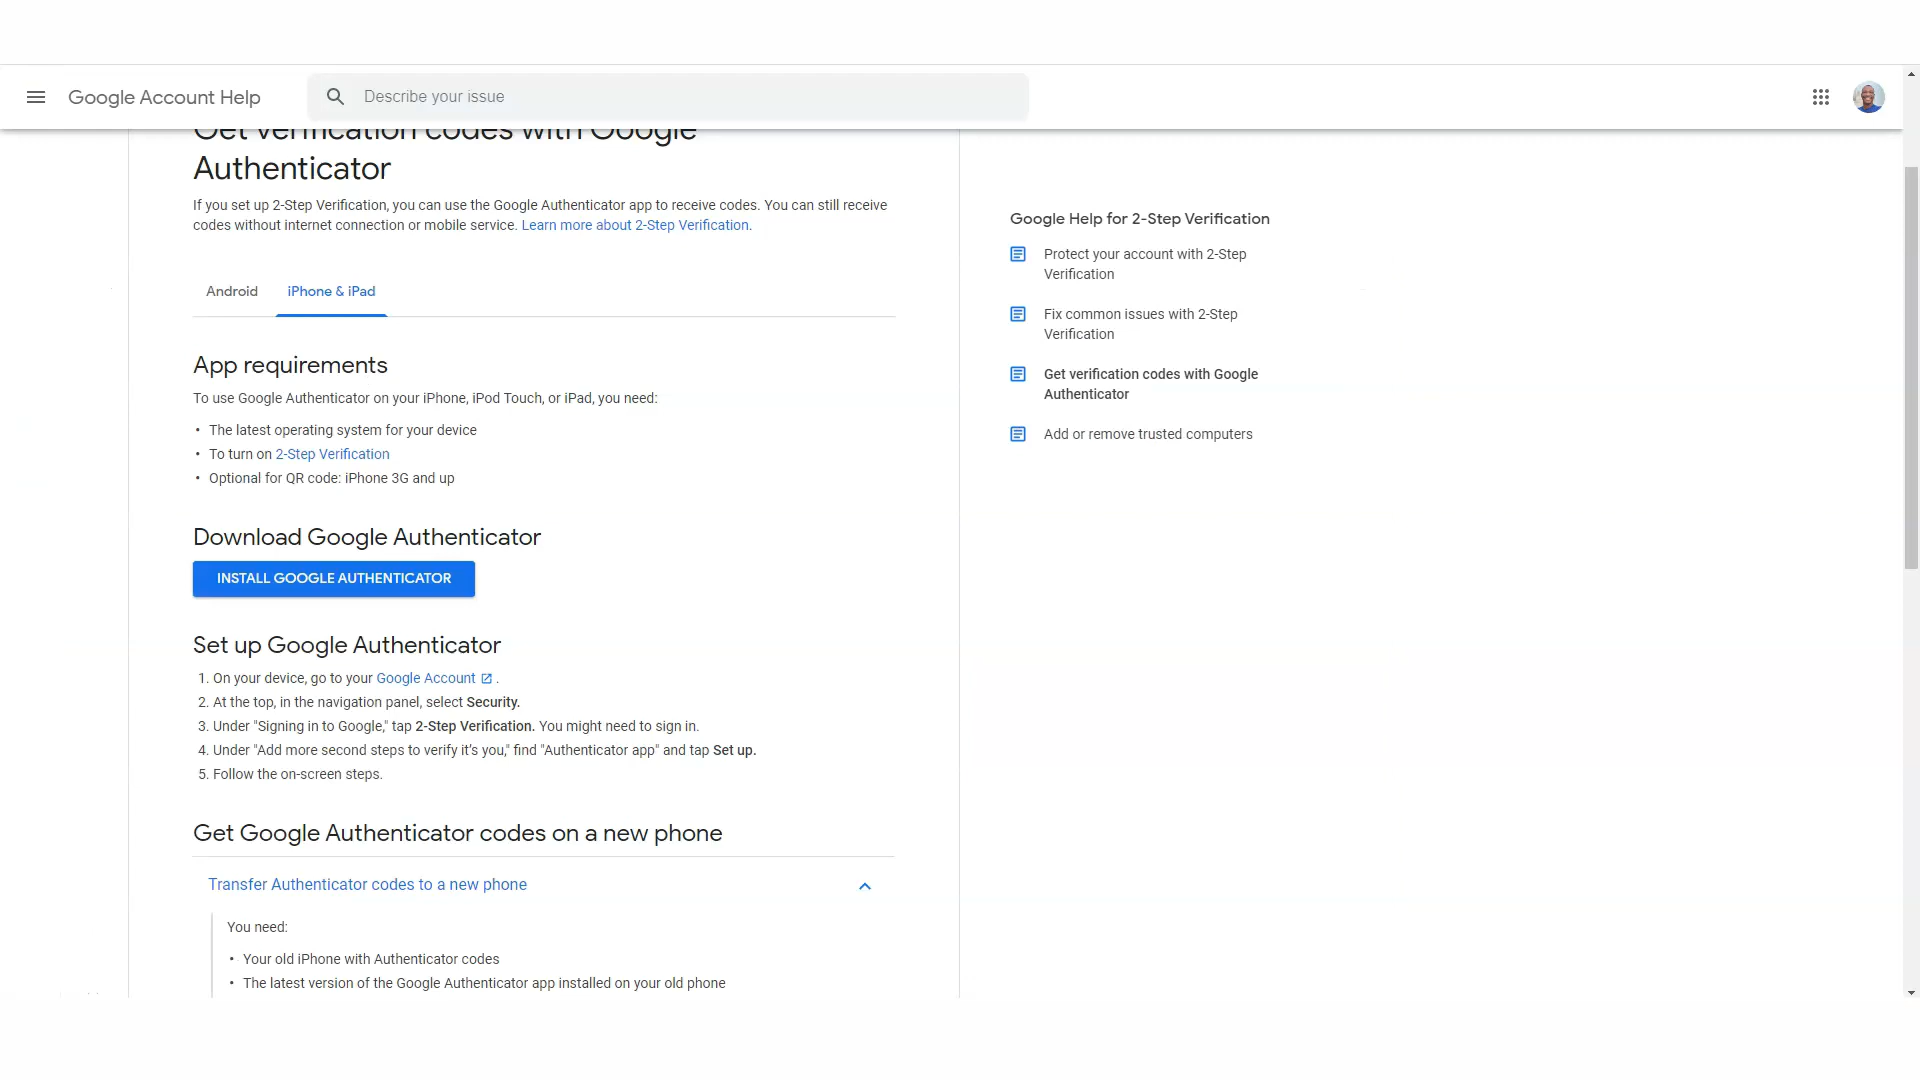 Google Account Help
Describe your issue
Get verification codes with Google
Authenticator
If you set up 2-Step Verification, you can use the Google Authenticator app to receive codes. You can still receive
codes without internet connection or mobile service. Learn more about 2-Step Verification.
Android
iPhone & iPad
App requirements
To use Google Authenticator on your iPhone, iPod Touch, or iPad, you need:
• The latest operating system for your device
• To turn on 2-Step Verification
• Optional for QR code: iPhone 3G and up
Download Google Authenticator
INSTALL GOOGLE AUTHENTICATOR
Set up Google Authenticator
1. On your device, go to your Google Account .
2. At the top, in the navigation panel, select Security.
3. Under "Signing in to Google," tap 2-Step Verification. You might need to sign in.
4. Under "Add more second steps to verify it’s you," find "Authenticator app" and tap Set up.
5. Follow the on-screen steps.
Get Google Authenticator codes on a new phone
Transfer Authenticator codes to a new phone
You need:
• Your old iPhone with Authenticator codes
• The latest version of the Google Authenticator app installed on your old phone
Google Help for 2-Step Verification
Protect your account with 2-Step
Verification
Fix common issues with 2-Step
Verification
Get verification codes with Google
Authenticator
Add or remove trusted computers